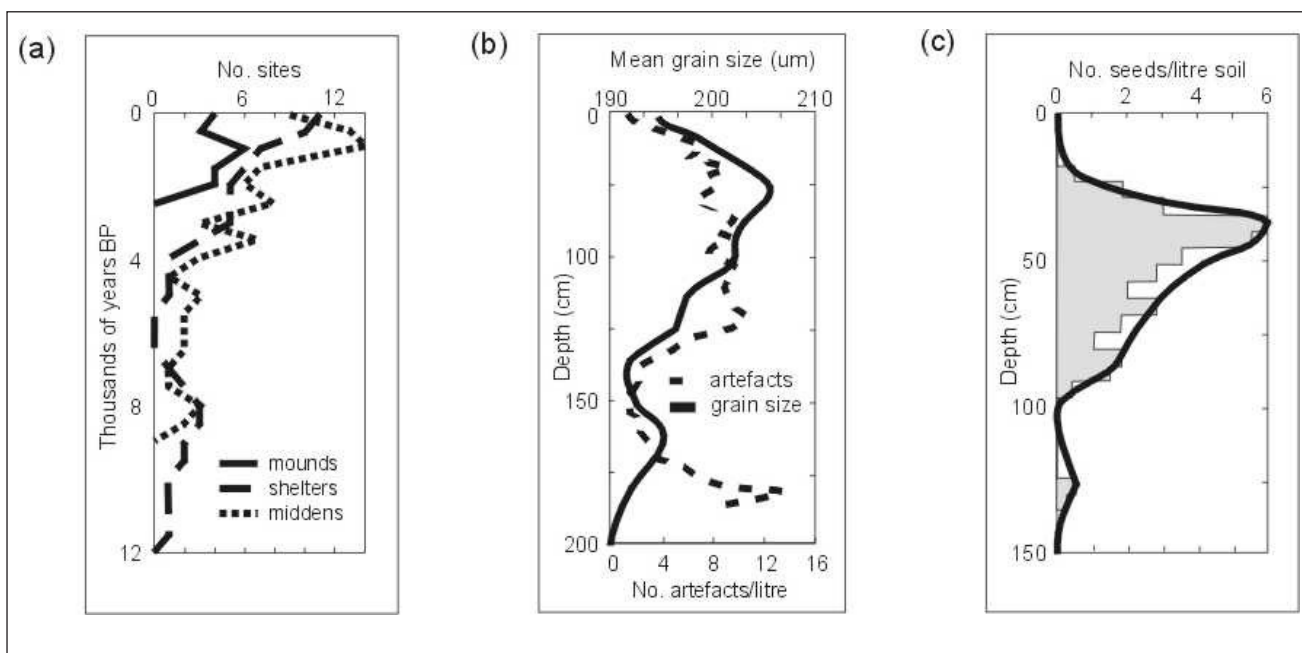 (a)
No. sites
0 6 12
0
4
8
12
Thousands of years BP
mounds
shelters
middens
(b)
Mean grain size (um)
190 200 210
0
50
100
150
200
Depth (cm)
artefacts
grain size
0 4 8 12 16
No. artefacts/litre
(c)
No. seeds/litre soil
0 2 4 6
0
50
100
150
Depth (cm)